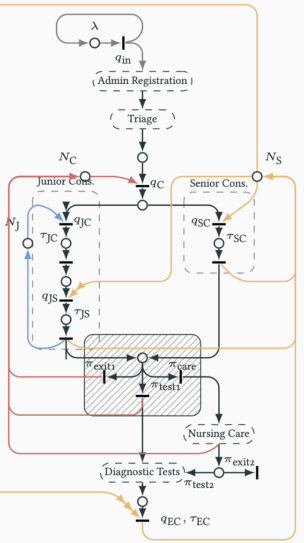 λ
q_in
Admin Registration
Triage
N_C
q_C
N_S
Junior Cons.
Senior Cons.
N_J
q_JC
τ_JC
q_SC
τ_SC
q_JS
τ_JS
π_exit1
π_care
π_test1
Nursing Care
Diagnostic Tests
π_exit2
π_test2
q_EC , τ_EC